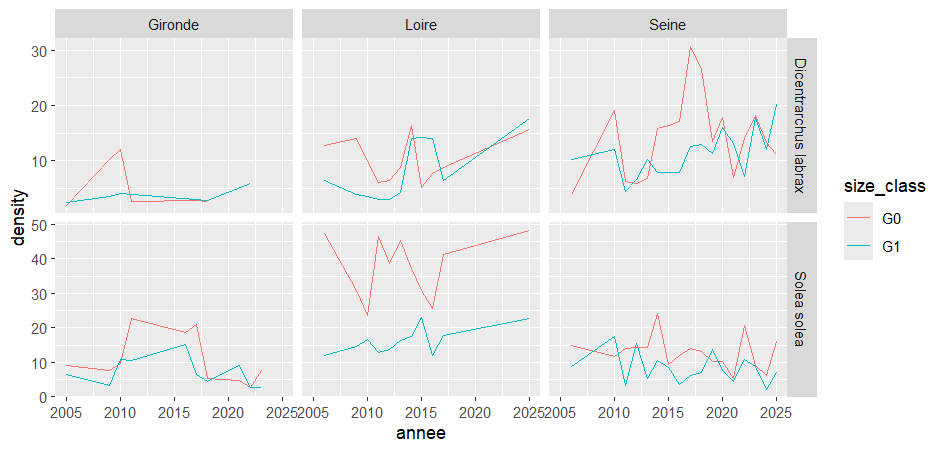 Gironde Loire Seine
30
20
10
Dicentrarchus labrax
density
50
40
30
20
10
0
Solea solea
2005 2010 2015 2020 2025 2005 2010 2015 2020 2025 2005 2010 2015 2020 2025
annee
size_class
G0
G1